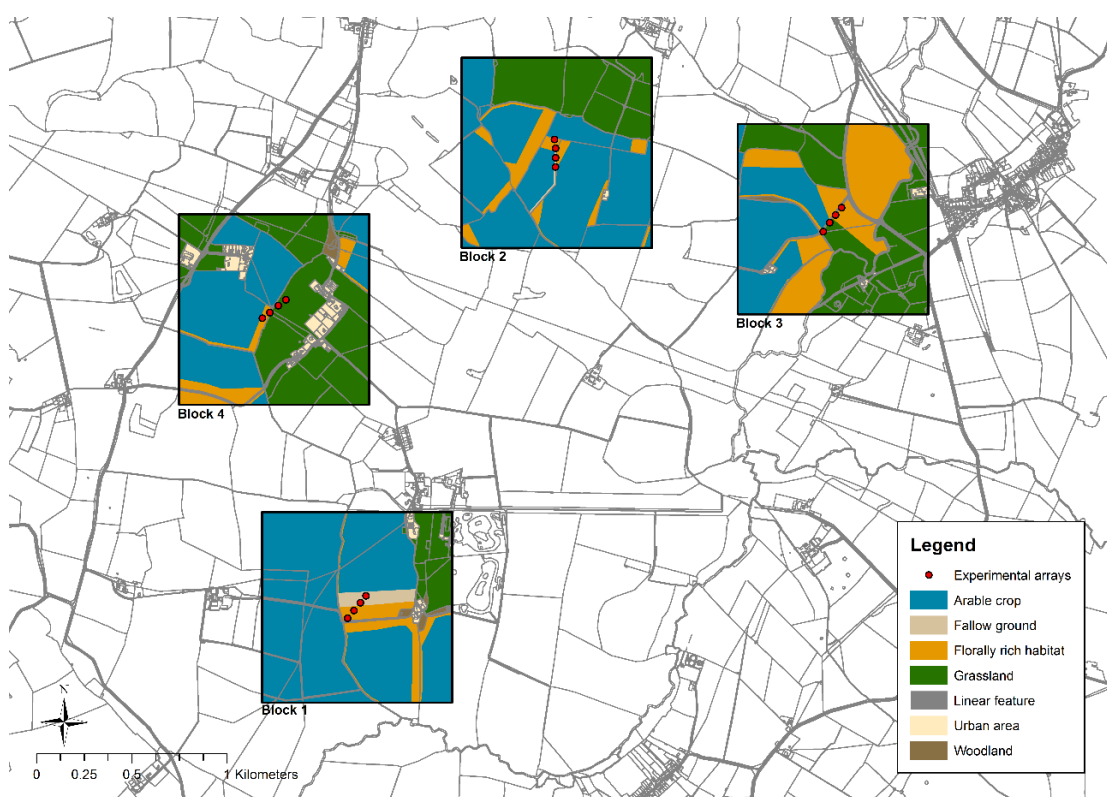 Block 2
Block 3
Block 4
Block 1
Legend
Experimental arrays
Arable crop
Fallow ground
Florally rich habitat
Grassland
Linear feature
Urban area
Woodland
N
0 0.25 0.5 1 Kilometers